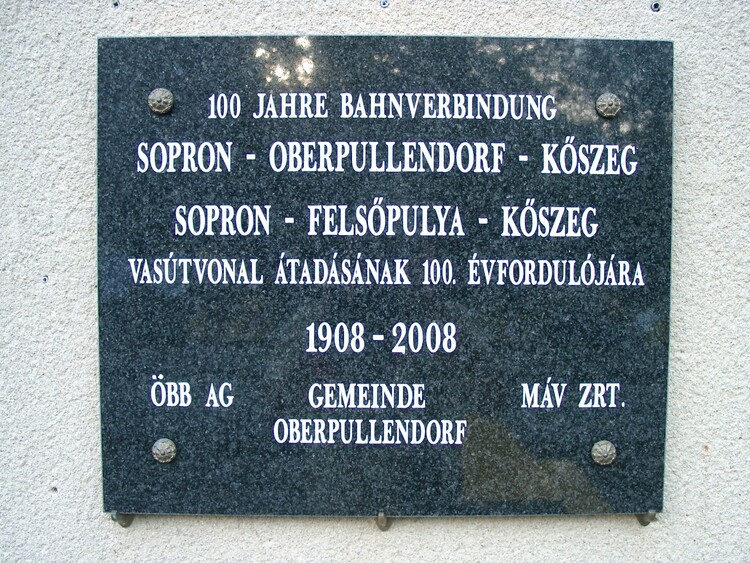 100 JAHRE BAHNVERBINDUNG
SOPRON - OBERPULLENDORF - KŐSZEG
SOPRON - FELSŐPULYA - KŐSZEG
VASÚTVONAL ÁTADÁSÁNAK 100. ÉVFORDULÓJÁRA
1908 - 2008
ÖBB AG GEMEINDE MÁV ZRT.
OBERPULLENDORF